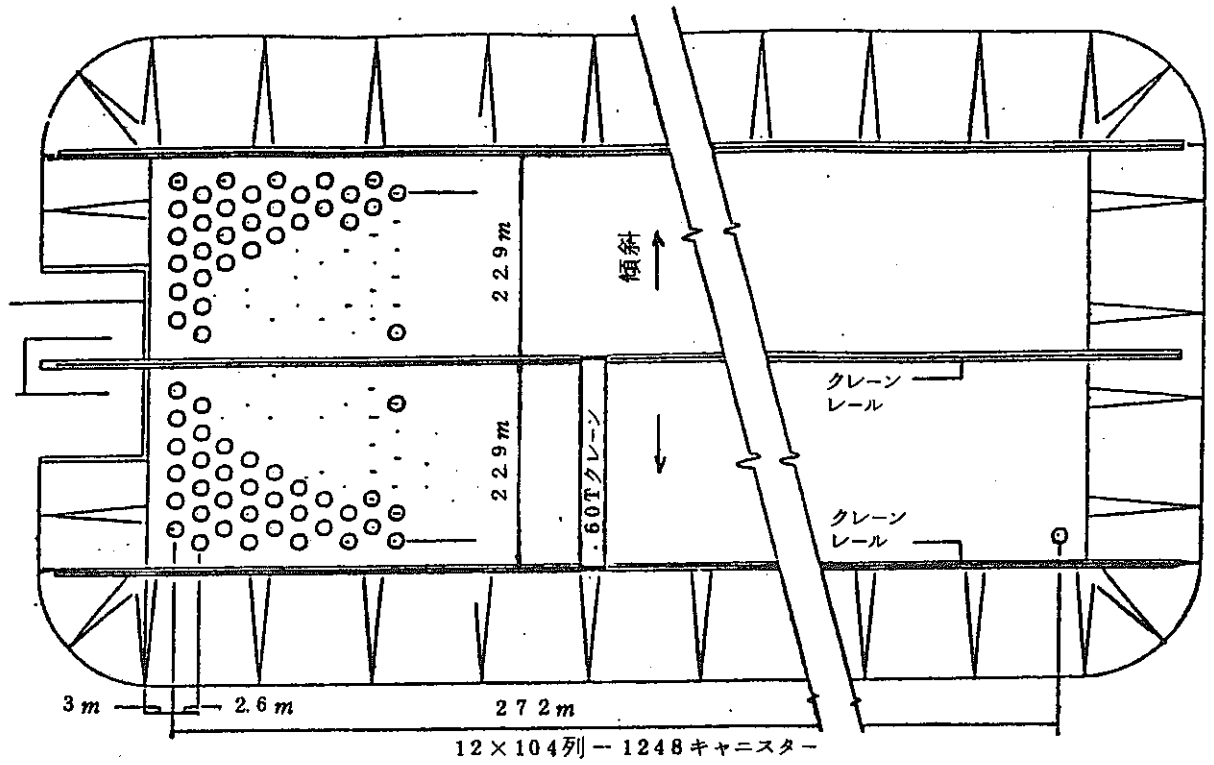 22.9m
傾斜
クレーン
レール
22.9m
.60Tクレーン
クレーン
レール
3m
2.6m
272m
12×104列－1248キャニスター